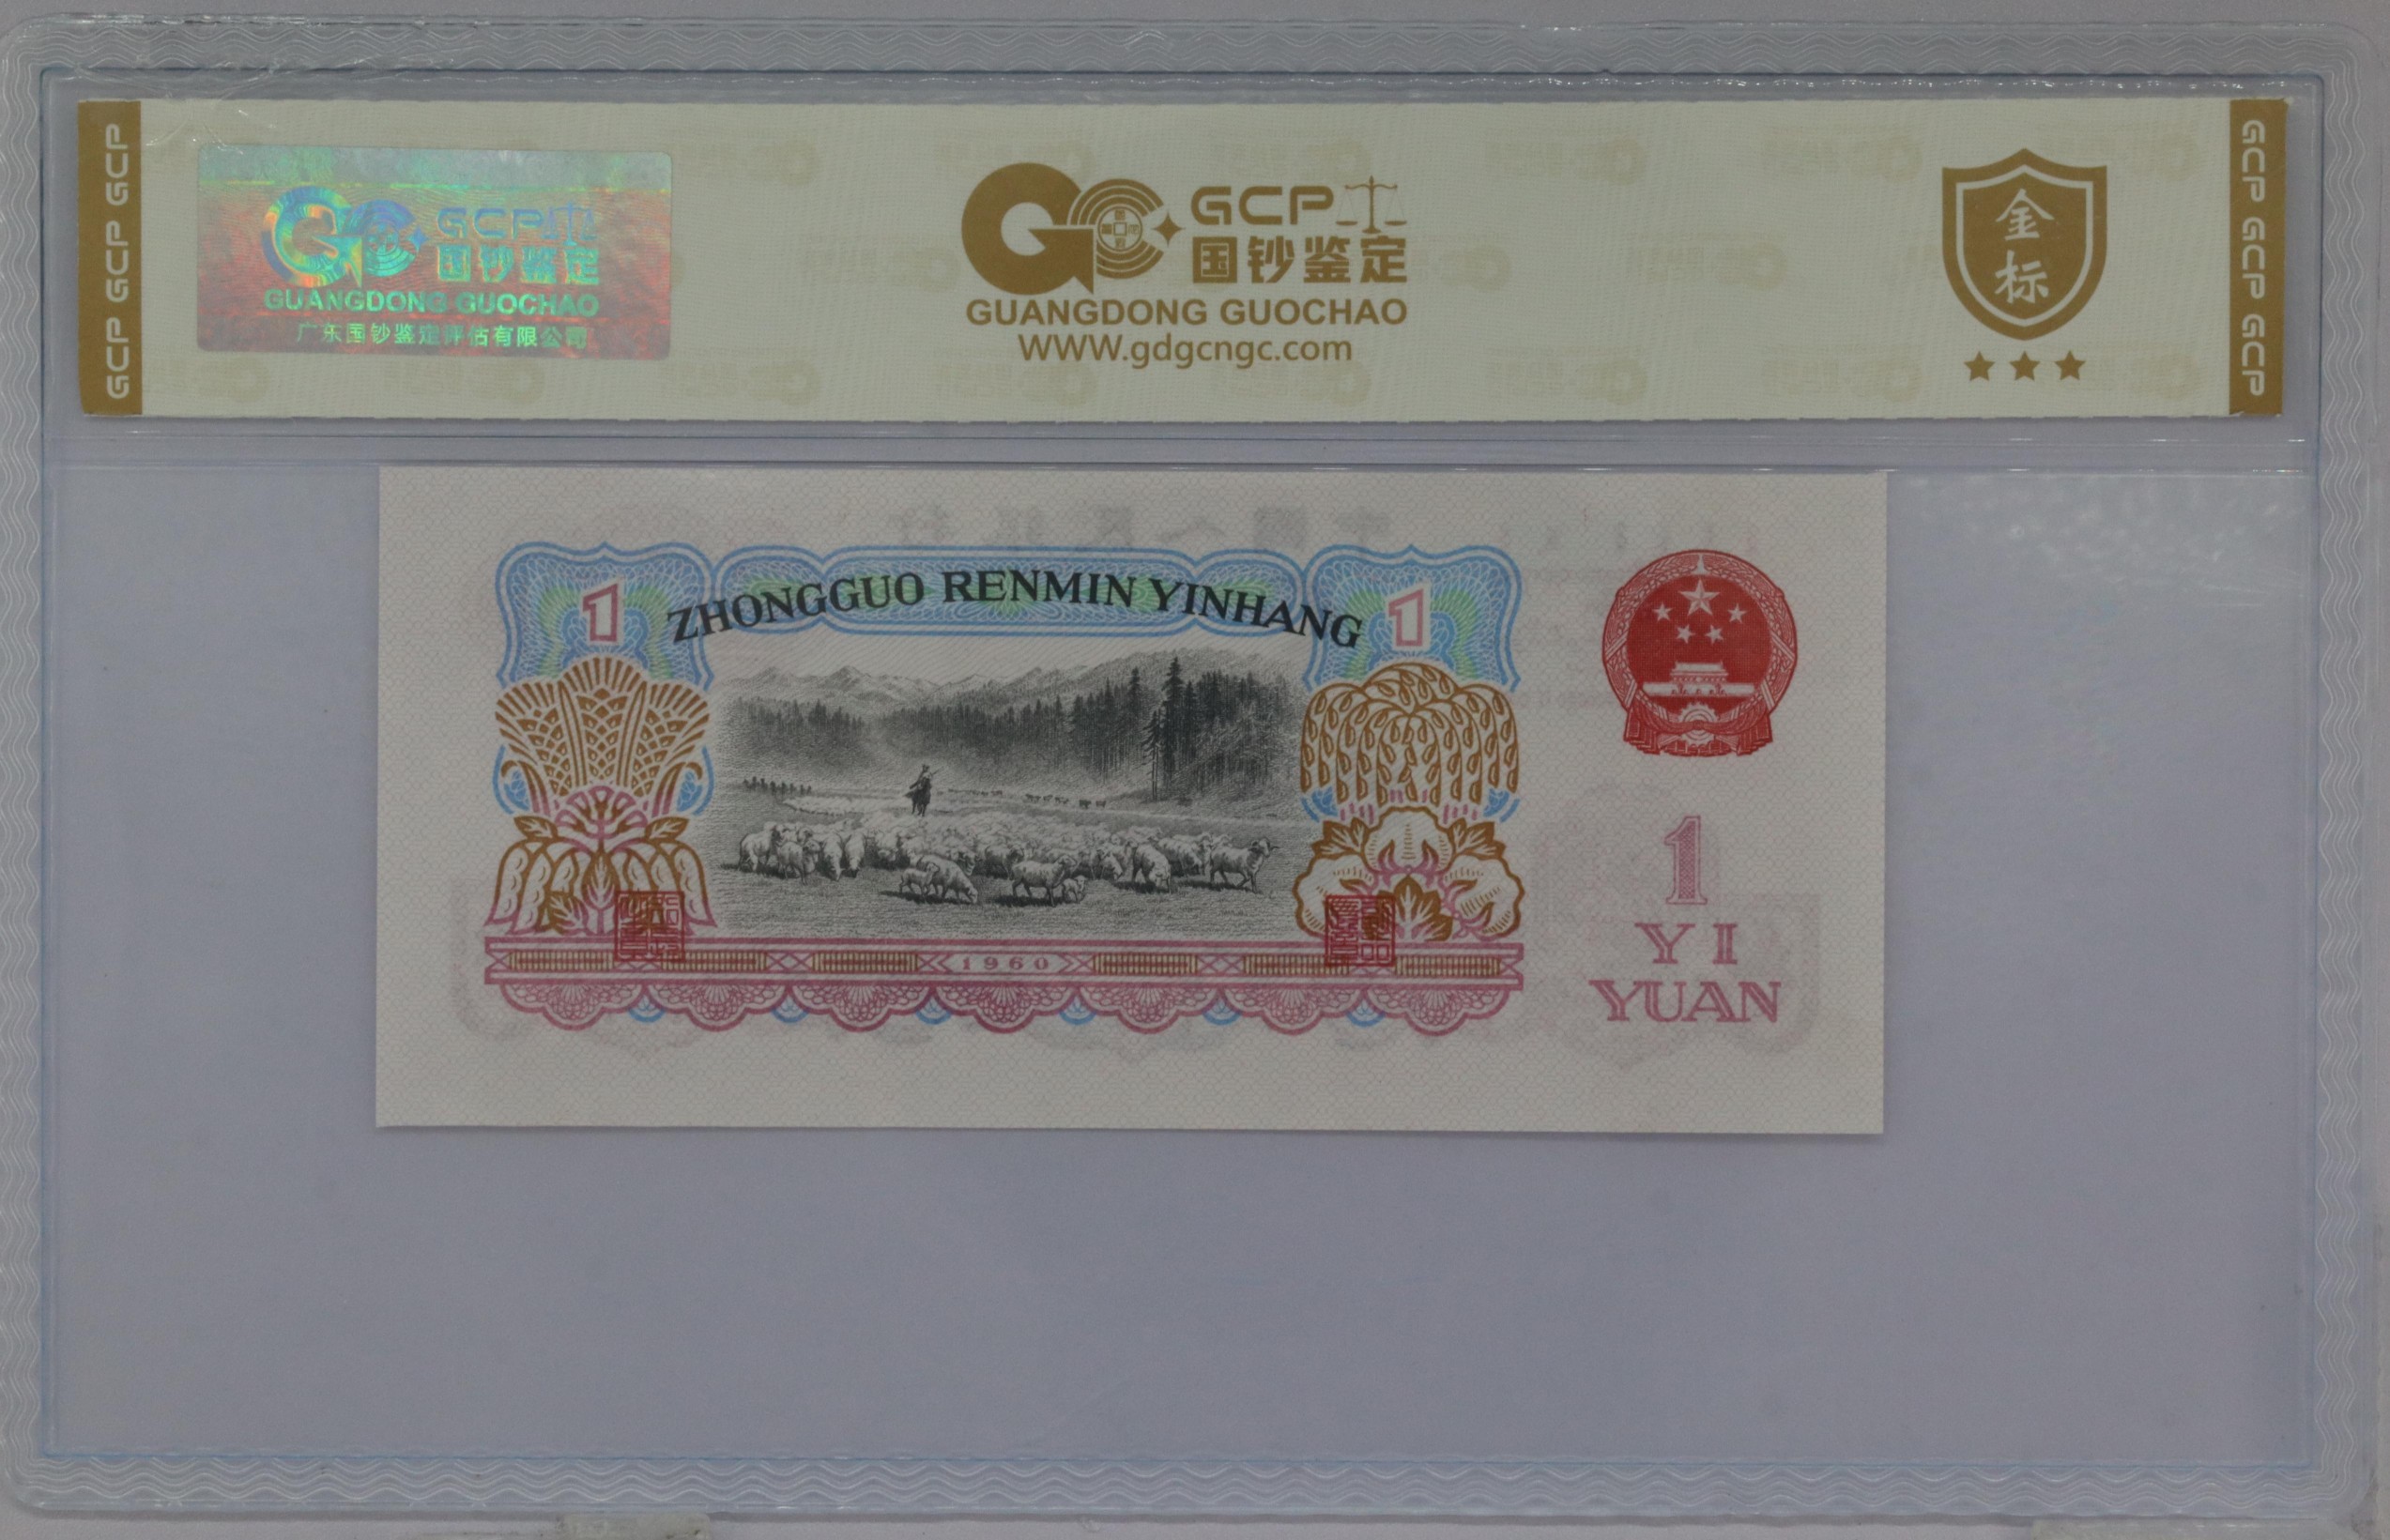 GCP GCP GCP
GCP
国钞鉴定
GUANGDONG GUOCHAO
广东国钞鉴定评估有限公司
GCP
国钞鉴定
GUANGDONG GUOCHAO
www.gdgcngc.com
金
标
GCP GCP GCP
ZHONGGUO RENMIN YINHANG
1
1
1960
1
YI
YUAN